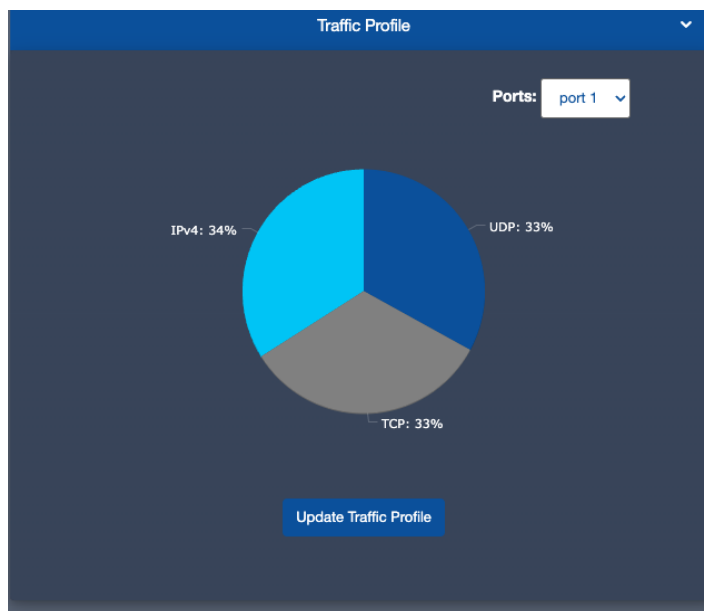 Traffic Profile
Ports: port 1
IPv4: 34%
UDP: 33%
TCP: 33%
Update Traffic Profile